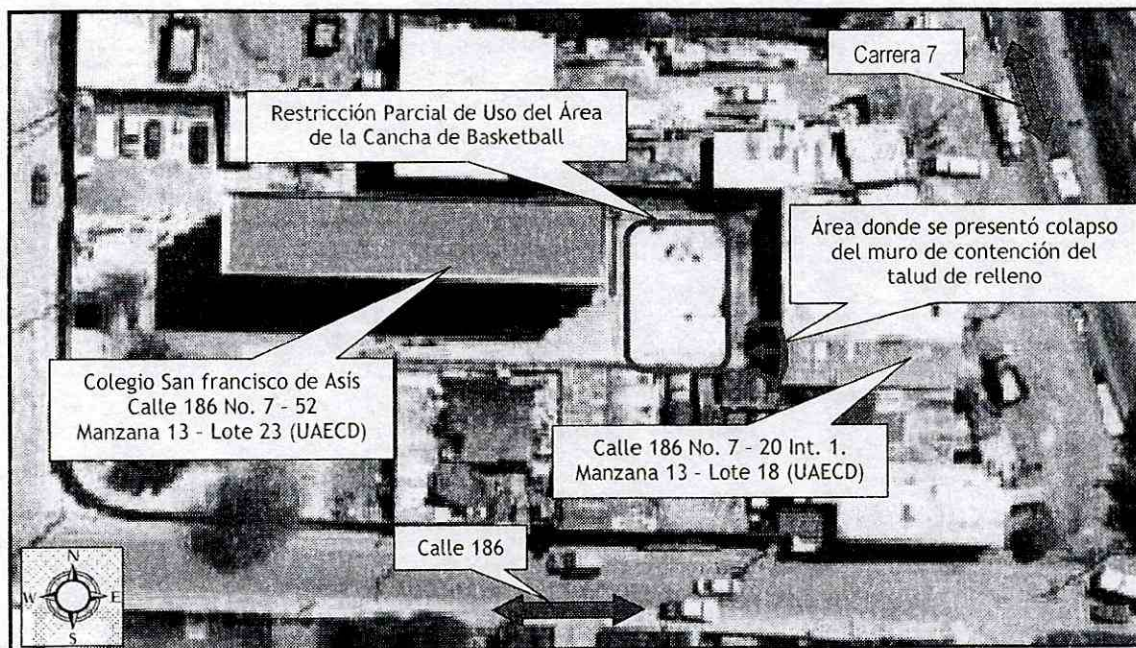 Carrera 7
Restricción Parcial de Uso del Área
de la Cancha de Basketball
Área donde se presentó colapso
del muro de contención del
talud de relleno
Colegio San francisco de Asís
Calle 186 No. 7 - 52
Manzana 13 - Lote 23 (UAECD)
Calle 186 No. 7 - 20 Int. 1.
Manzana 13 - Lote 18 (UAECD)
Calle 186
N
W
E
S